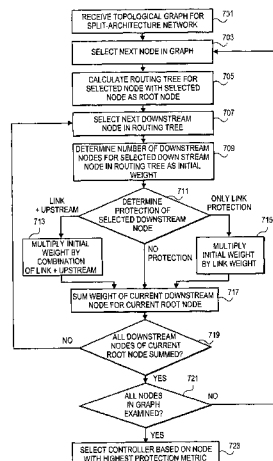 RECEIVE TOPOLOGICAL GRAPH FOR
SPLIT-ARCHITECTURE NETWORK
701
703
SELECT NEXT NODE IN GRAPH
705
CALCULATE ROUTING TREE FOR
SELECTED NODE WITH SELECTED
NODE AS ROOT NODE
707
SELECT NEXT DOWNSTREAM
NODE IN ROUTING TREE
709
DETERMINE NUMBER OF DOWNSTREAM
NODES FOR SELECTED DOWN STREAM
NODE IN ROUTING TREE AS INITIAL
WEIGHT
711
LINK
+ UPSTREAM
DETERMINE
PROTECTION OF
SELECTED DOWNSTREAM
NODE
ONLY LINK
PROTECTION
713
715
MULTIPLY INITIAL
WEIGHT BY
COMBINATION
OF LINK + UPSTREAM
NO
PROTECTION
MULTIPLY
INITIAL WEIGHT
BY LINK WEIGHT
717
SUM WEIGHT OF CURRENT DOWNSTREAM
NODE FOR CURRENT ROOT NODE
719
NO
ALL DOWNSTREAM
NODES OF CURRENT
ROOT NODE SUMMED?
YES
721
ALL NODES
IN GRAPH
EXAMINED?
NO
YES
723
SELECT CONTROLLER BASED ON NODE
WITH HIGHEST PROTECTION METRIC